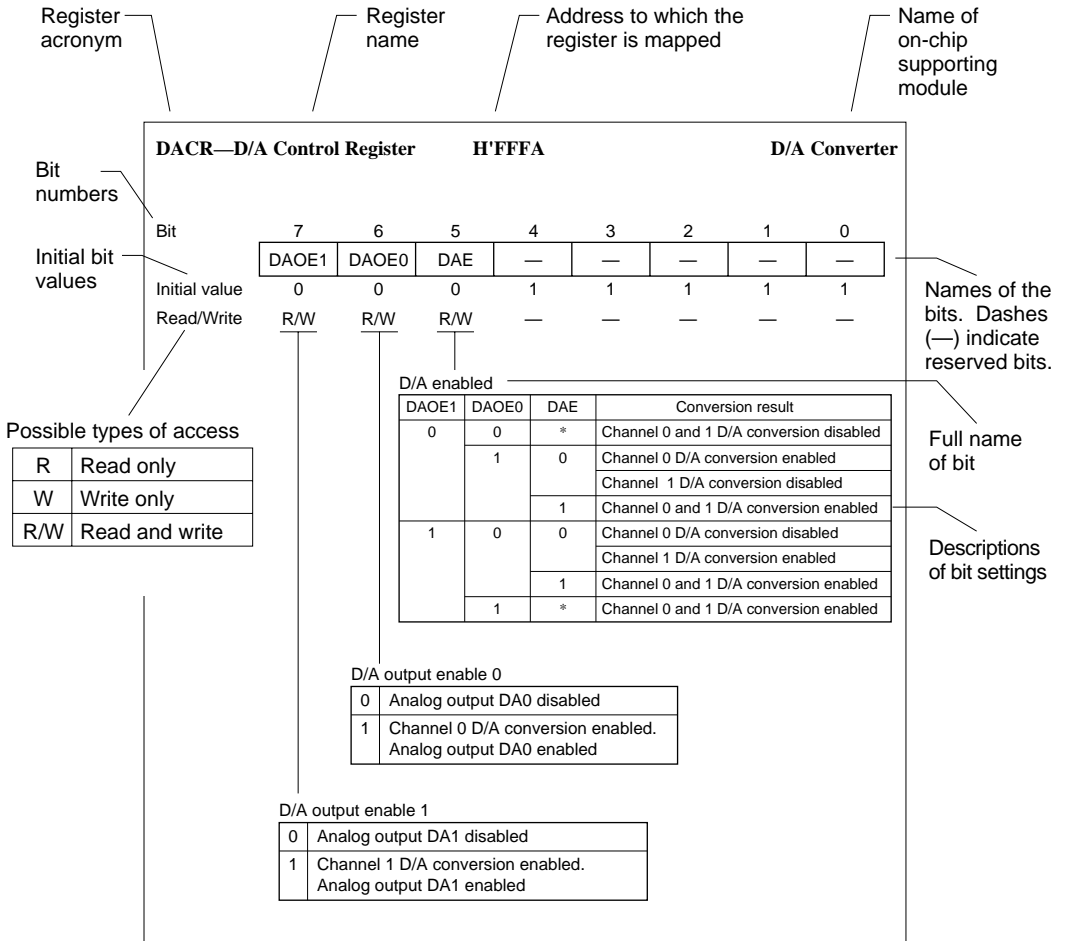 Register acronym
Register name
Address to which the register is mapped
Name of on-chip supporting module
DACR—D/A Control Register H'FFFA D/A Converter
Bit numbers
Bit 7 6 5 4 3 2 1 0
DAOE1 DAOE0 DAE — — — — —
Initial bit values
Initial value 0 0 0 1 1 1 1 1
Read/Write R/W R/W R/W — — — — —
Names of the bits. Dashes (—) indicate reserved bits.
Possible types of access
R Read only
W Write only
R/W Read and write
D/A enabled
DAOE1 DAOE0 DAE Conversion result
0 0 * Channel 0 and 1 D/A conversion disabled
1 0 Channel 0 D/A conversion enabled
Channel 1 D/A conversion disabled
1 Channel 0 and 1 D/A conversion enabled
1 0 0 Channel 0 D/A conversion disabled
Channel 1 D/A conversion enabled
1 Channel 0 and 1 D/A conversion enabled
1 * Channel 0 and 1 D/A conversion enabled
Full name of bit
Descriptions of bit settings
D/A output enable 0
0 Analog output DA0 disabled
1 Channel 0 D/A conversion enabled.
Analog output DA0 enabled
D/A output enable 1
0 Analog output DA1 disabled
1 Channel 1 D/A conversion enabled.
Analog output DA1 enabled